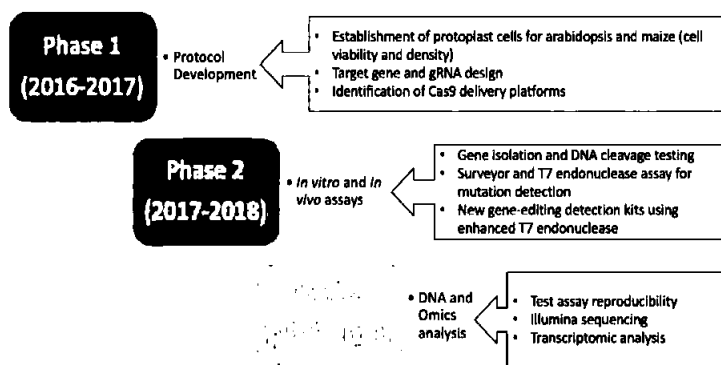 Phase 1
(2016-2017)
• Protocol
Development
• Establishment of protoplast cells for arabidopsis and maize (cell
viability and density)
• Target gene and gRNA design
• Identification of Cas9 delivery platforms
Phase 2
(2017-2018)
• In vitro and In
vivo assays
• Gene isolation and DNA cleavage testing
• Surveyor and T7 endonuclease assay for
mutation detection
• New gene-editing detection kits using
enhanced T7 endonuclease
• DNA and
Omics
analysis
• Test assay reproducibility
• Illumina sequencing
• Transcriptomic analysis